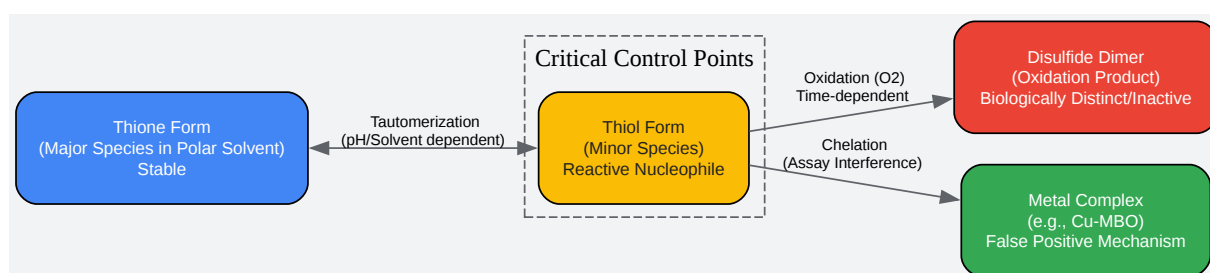 Thione Form
(Major Species in Polar Solvent)
Stable
Tautomerization
(pH/Solvent dependent)
Critical Control Points
Thiol Form
(Minor Species)
Reactive Nucleophile
Oxidation (O2)
Time-dependent
Chelation
(Assay Interference)
Disulfide Dimer
(Oxidation Product)
Biologically Distinct/Inactive
Metal Complex
(e.g., Cu-MBO)
False Positive Mechanism